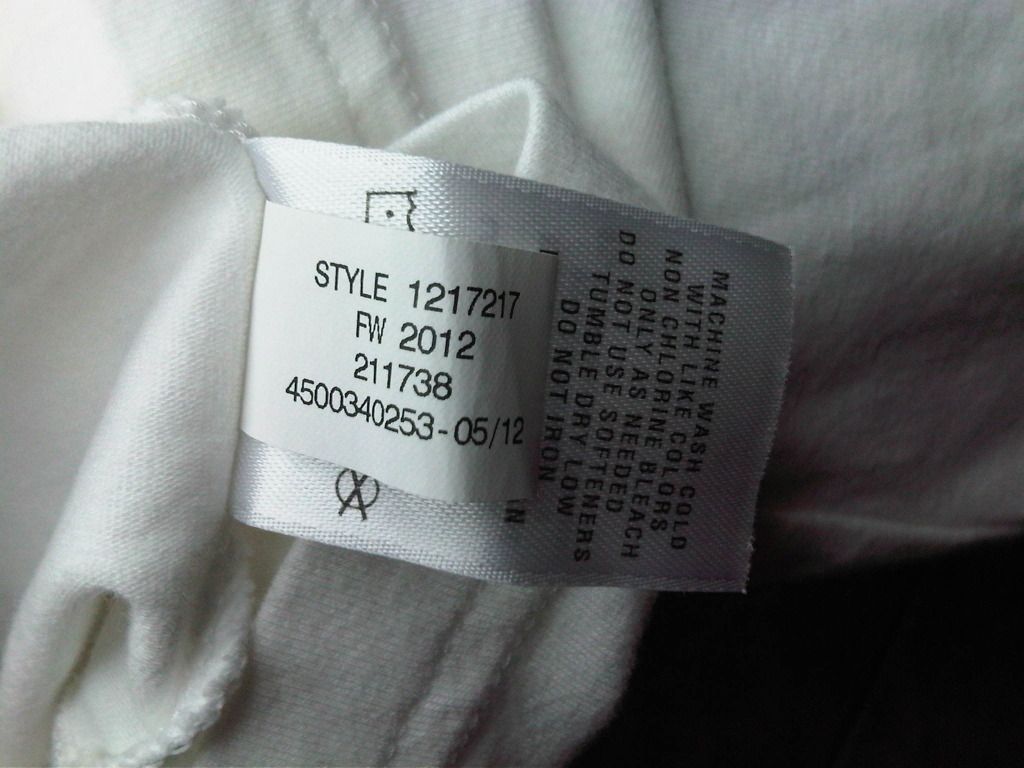 STYLE 1217217
FW 2012
211738
4500340253-05/12
MACHINE WASH COLD
WITH LIKE COLORS
NON CHLORINE BLEACH
ONLY AS NEEDED
DO NOT USE SOFTENERS
TUMBLE DRY LOW
DO NOT IRON